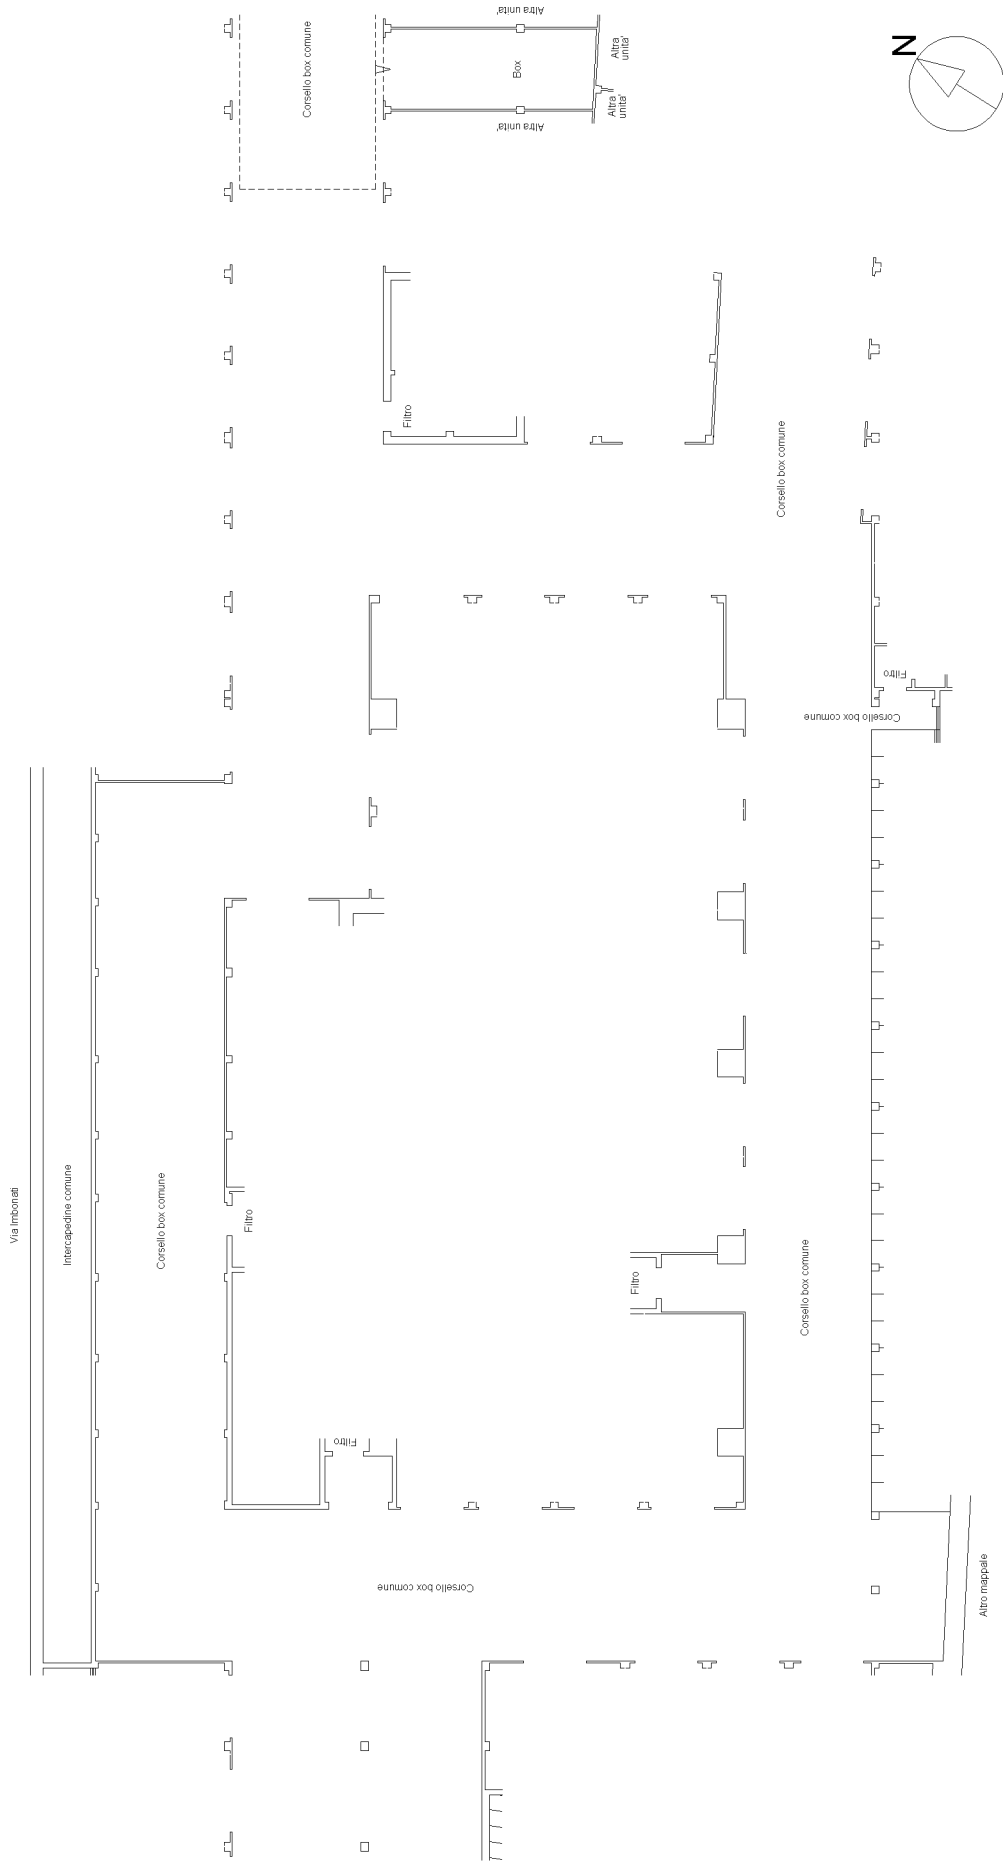 Altra unita'
Corsello box comune
Box
Altra
unita'
Altra
unita'
Altra unita'
N
Filtro
Corsello box comune
Filtro
Corsello box comune
Via Imbonati
Intercapedine comune
Corsello box comune
Filtro
Filtro
Corsello box comune
Filtro
Corsello box comune
Altro mappale